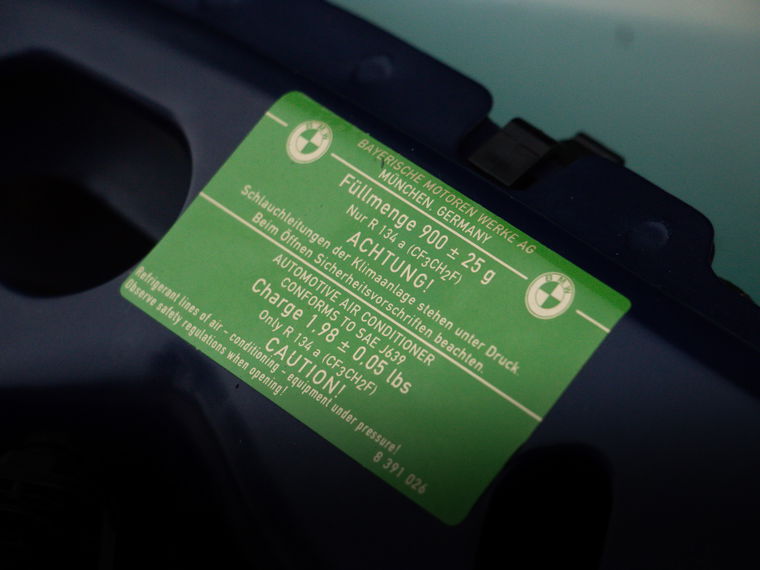 BMW
BAYERISCHE MOTOREN WERKE AG
MÜNCHEN, GERMANY
BMW
Füllmenge 900 ± 25 g
Nur R 134 a (CF3CH2F)
ACHTUNG!
Schlauchleitungen der Klimaanlage stehen unter Druck.
Beim Öffnen Sicherheitsvorschriften beachten.
AUTOMOTIVE AIR CONDITIONER
CONFORMS TO SAE J639
Charge 1.98 ± 0.05 lbs
Only R 134 a (CF3CH2F)
CAUTION!
Refrigerant lines of air - conditioning - equipment under pressure!
Observe safety regulations when opening!
8 391 026